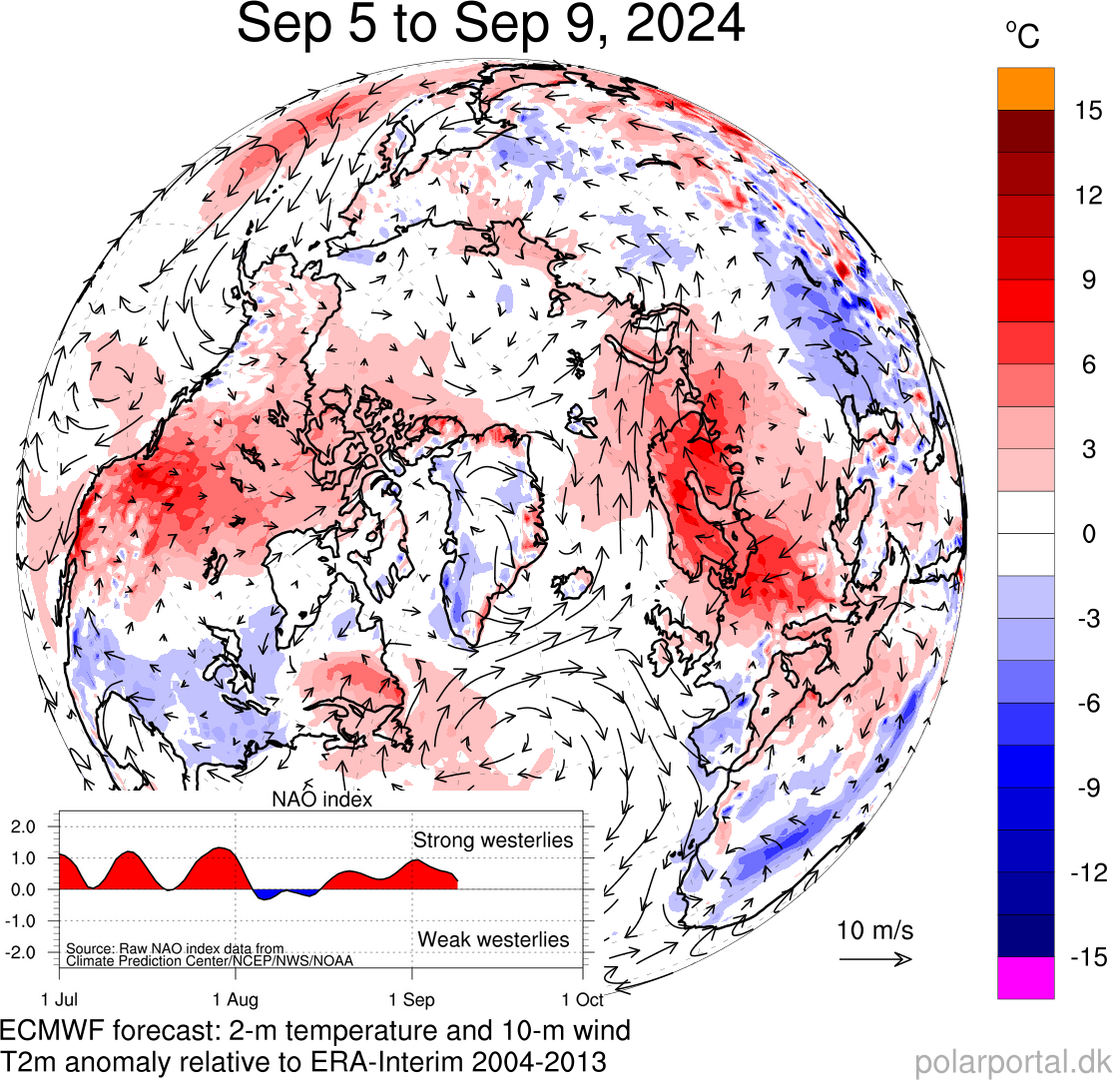 Sep 5 to Sep 9, 2024
oC
15
12
9
6
3
0
-3
-6
-9
-12
-15
10 m/s
NAO index
2.0
1.0
0.0
-1.0
-2.0
Strong westerlies
Weak westerlies
Source: Raw NAO index data from
Climate Prediction Center/NCEP/NWS/NOAA
1 Jul
1 Aug
1 Sep
1 Oct
ECMWF forecast: 2-m temperature and 10-m wind
T2m anomaly relative to ERA-Interim 2004-2013
polarportal.dk